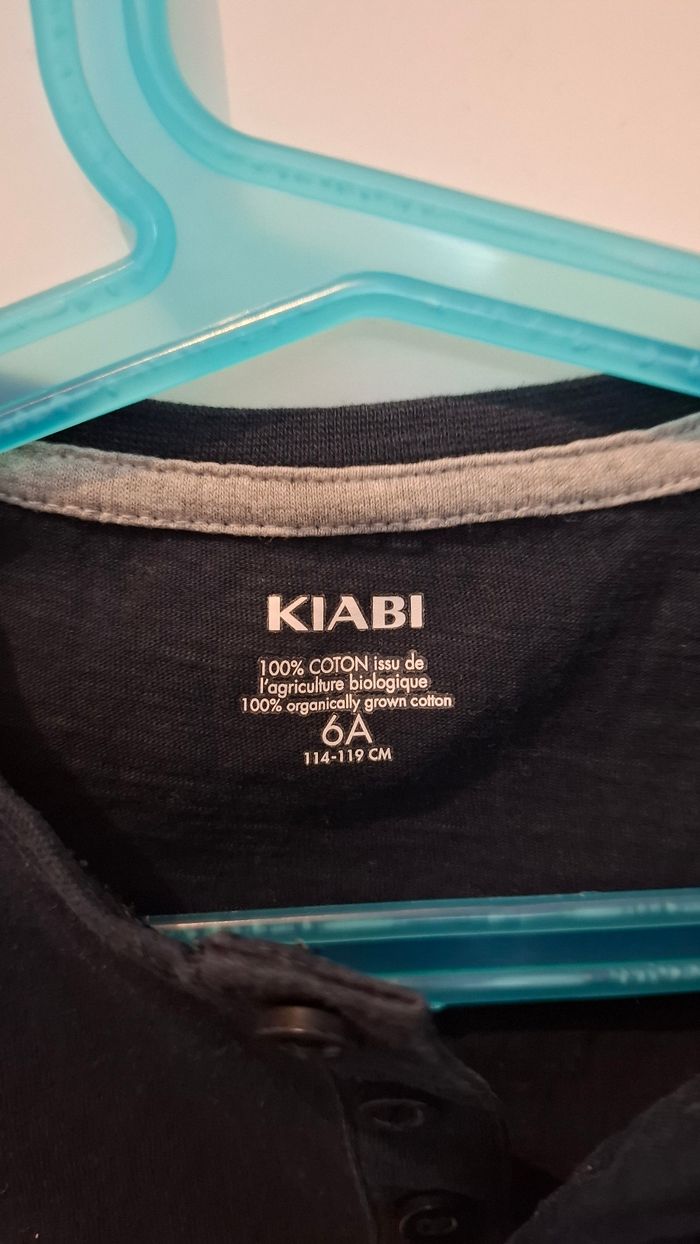 KIABI
100% COTON issu de
l'agriculture biologique
100% organically grown cotton
6A
114-119 CM